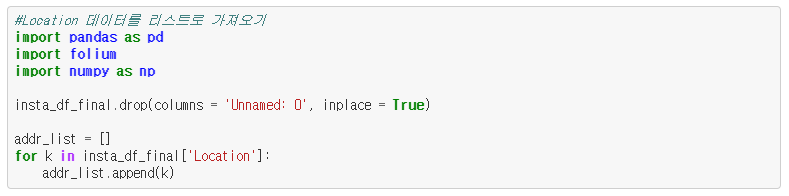 #Location 데이터를 리스트로 가져오기
import pandas as pd
import folium
import numpy as np
insta_df_final.drop(columns = 'Unnamed: 0', inplace = True)
addr_list = []
for k in insta_df_final['Location']:
    addr_list.append(k)